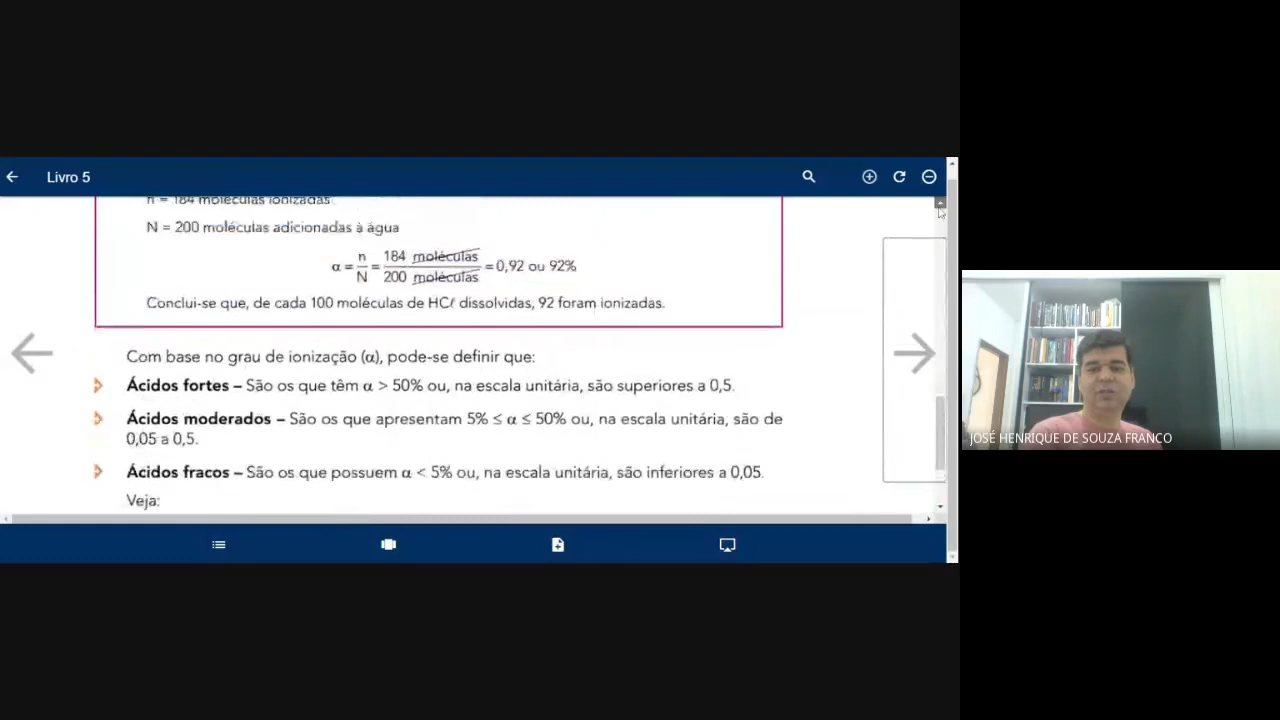 Livro 5
n = 184 moléculas ionizadas
N = 200 moléculas adicionadas à água
α = n/N = 184 moléculas/200 moléculas = 0,92 ou 92%
Conclui-se que, de cada 100 moléculas de HCℓ dissolvidas, 92 foram ionizadas.
Com base no grau de ionização (α), pode-se definir que:
Ácidos fortes – São os que têm α > 50% ou, na escala unitária, são superiores a 0,5.
Ácidos moderados – São os que apresentam 5% ≤ α ≤ 50% ou, na escala unitária, são de
0,05 a 0,5.
Ácidos fracos – São os que possuem α < 5% ou, na escala unitária, são inferiores a 0,05.
Veja:
JOSÉ HENRIQUE DE SOUZA FRANCO